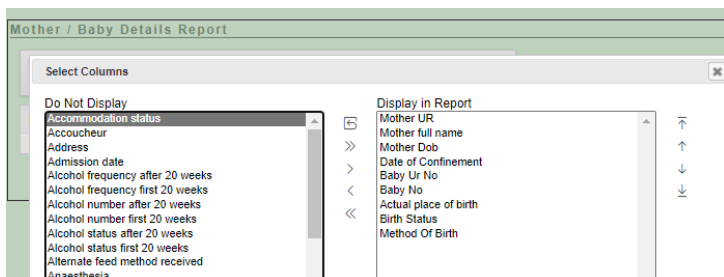 Mother / Baby Details Report
Select Columns
Do Not Display
Accommodation status
Accoucheur
Address
Admission date
Alcohol frequency after 20 weeks
Alcohol frequency first 20 weeks
Alcohol number after 20 weeks
Alcohol number first 20 weeks
Alcohol status after 20 weeks
Alcohol status first 20 weeks
Alternate feed method received
Anaesthesia
Display in Report
Mother UR
Mother full name
Mother Dob
Date of Confinement
Baby Ur No
Baby No
Actual place of birth
Birth Status
Method Of Birth